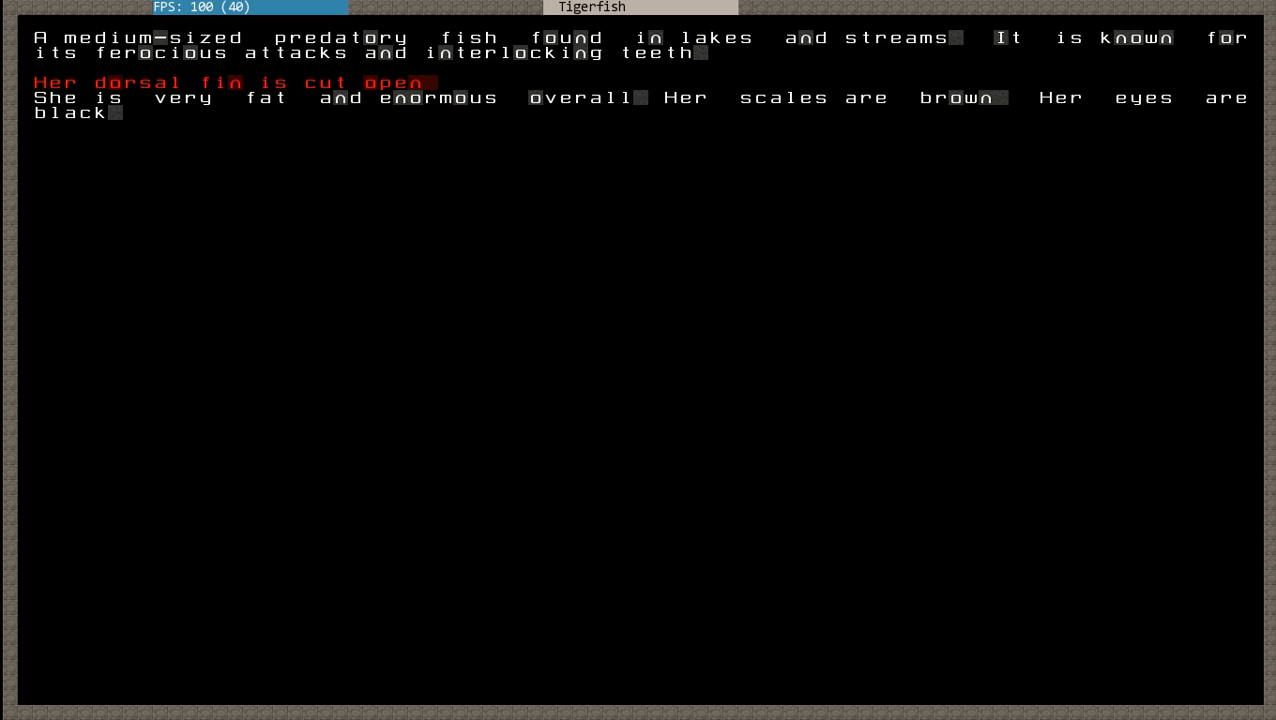 FPS: 100 (40)
Tigerfish
A medium-sized predatory fish found in lakes and streams. It is known for
its ferocious attacks and interlocking teeth.
Her dorsal fin is cut open.
She is very fat and enormous overall. Her scales are brown. Her eyes are
black.